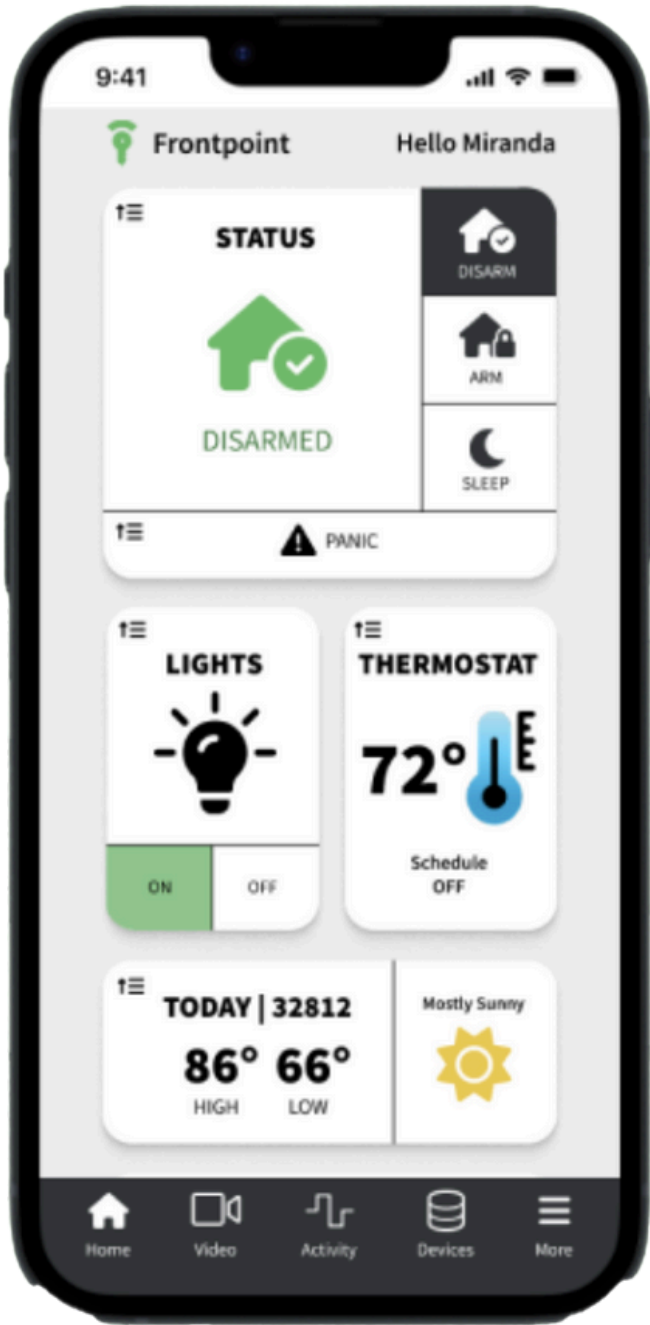 9:41
Frontpoint
Hello Miranda
STATUS
DISARMED
DISARM
ARM
SLEEP
PANIC
LIGHTS
ON
OFF
THERMOSTAT
72°
Schedule
OFF
TODAY | 32812
86° 66°
HIGH LOW
Mostly Sunny
Home Video Activity Devices More